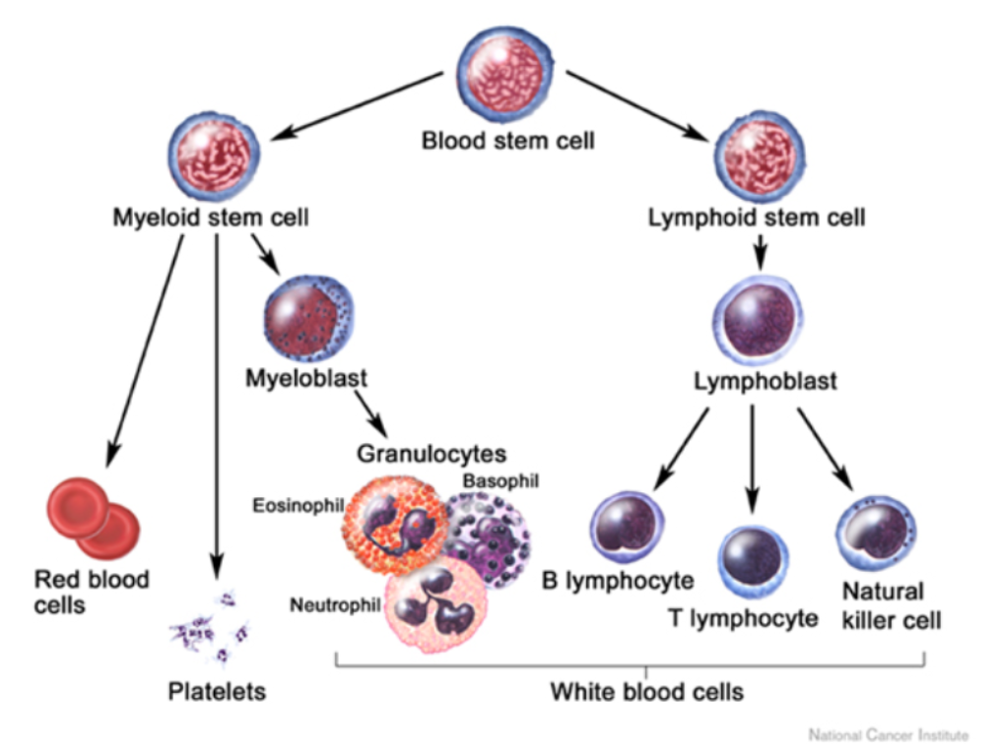 Blood stem cell
Myeloid stem cell
Lymphoid stem cell
Myeloblast
Lymphoblast
Granulocytes
Basophil
Eosinophil
Neutrophil
Red blood
cells
Platelets
B lymphocyte
T lymphocyte
Natural
killer cell
White blood cells
National Cancer Institute